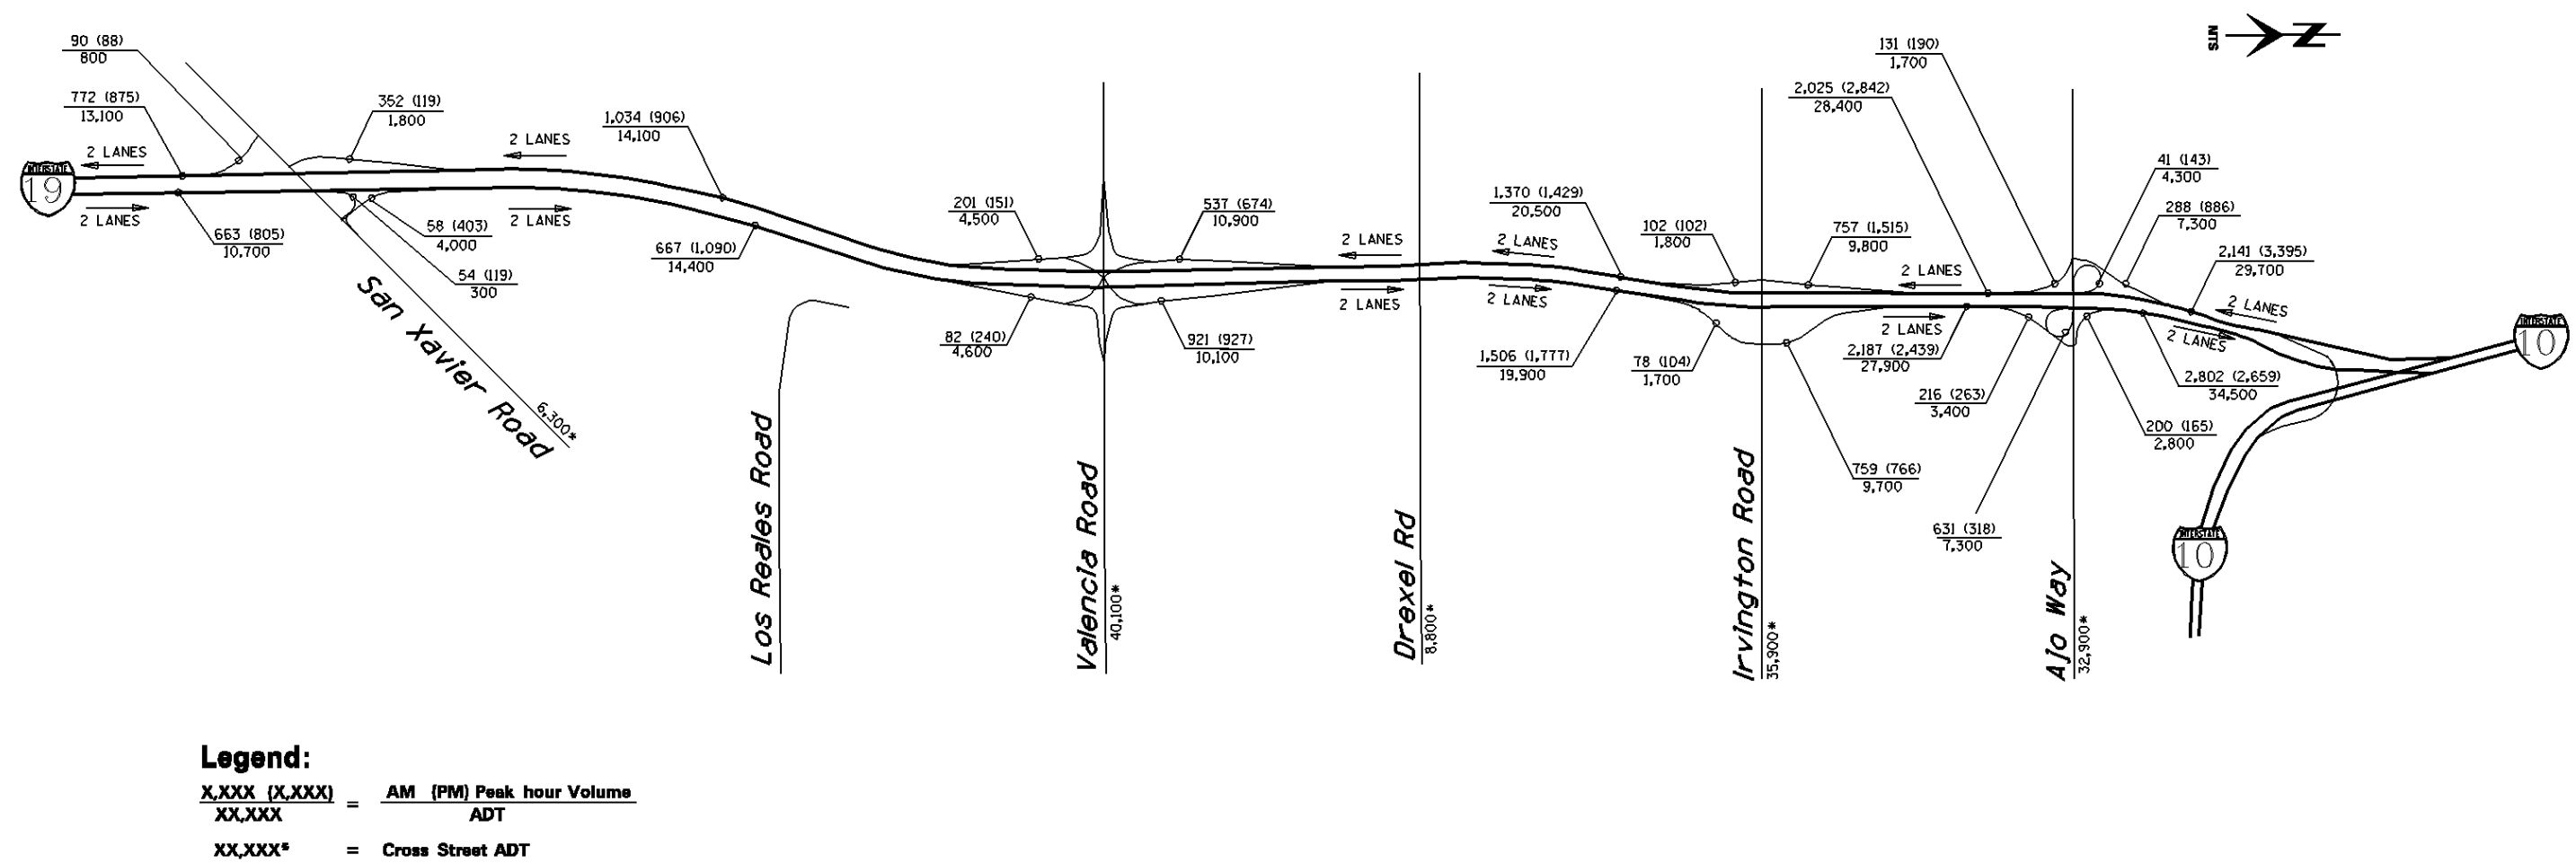 NTS
Z
90 (88)
800
772 (875)
13,100
352 (119)
1,800
1,034 (906)
14,100
2 LANES
2 LANES
INTERSTATE
19
2 LANES
2 LANES
663 (805)
10,700
58 (403)
4,000
54 (119)
300
667 (1,090)
14,400
San Xavier Road
6,300*
Los Reales Road
201 (151)
4,500
537 (674)
10,900
82 (240)
4,600
921 (927)
10,100
Valencia Road
40,100*
2 LANES
2 LANES
Drexel Rd
8,800*
2 LANES
2 LANES
1,370 (1,429)
20,500
1,506 (1,777)
19,900
102 (102)
1,800
757 (1,515)
9,800
78 (104)
1,700
759 (766)
9,700
Irvington Road
35,900*
2,025 (2,842)
28,400
131 (190)
1,700
2 LANES
2 LANES
2,187 (2,439)
27,900
216 (263)
3,400
631 (318)
7,300
41 (143)
4,300
288 (886)
7,300
2,141 (3,395)
29,700
2 LANES
2 LANES
2,802 (2,659)
34,500
200 (165)
2,800
Ajo Way
32,900*
INTERSTATE
10
INTERSTATE
10
Legend:
X,XXX (X,XXX) = AM (PM) Peak hour Volume
XX,XXX ADT
XX,XXX* = Cross Street ADT